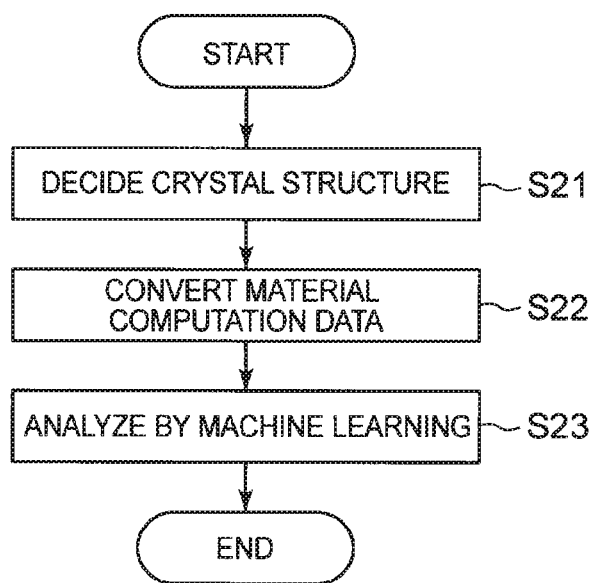 START
DECIDE CRYSTAL STRUCTURE
S21
CONVERT MATERIAL
COMPUTATION DATA
S22
ANALYZE BY MACHINE LEARNING
S23
END